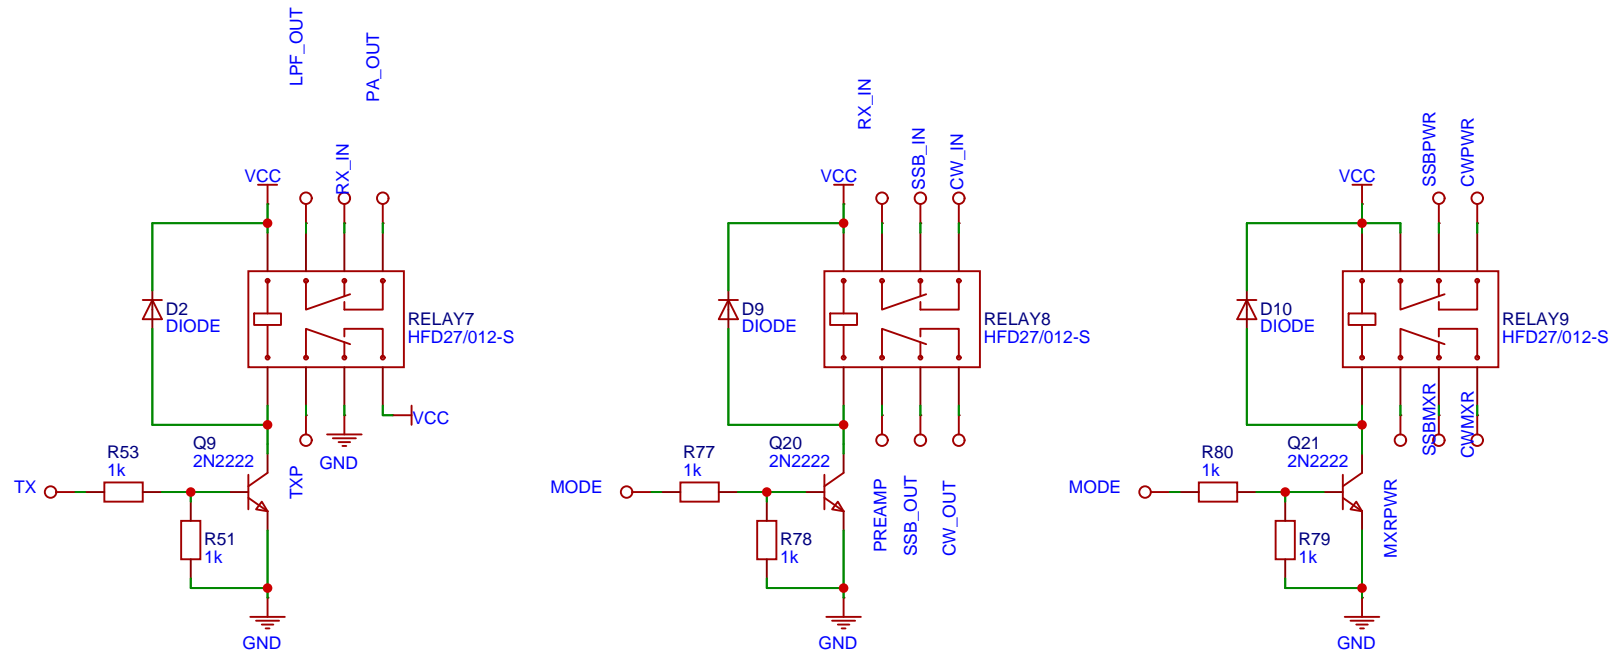 LPF_OUT
PA_OUT
RX_IN
VCC
D2
DIODE
RELAY7
HFD27/012-S
VCC
GND
TXP
R53
1k
Q9
2N2222
TX
R51
1k
GND
RX_IN
SSB_IN
CW_IN
VCC
D9
DIODE
RELAY8
HFD27/012-S
R77
1k
Q20
2N2222
MODE
R78
1k
PREAMP
SSB_OUT
CW_OUT
GND
SSBPWR
CWPWR
VCC
D10
DIODE
RELAY9
HFD27/012-S
SSBMXR
CWMXR
R80
1k
Q21
2N2222
MODE
R79
1k
MXRPWR
GND